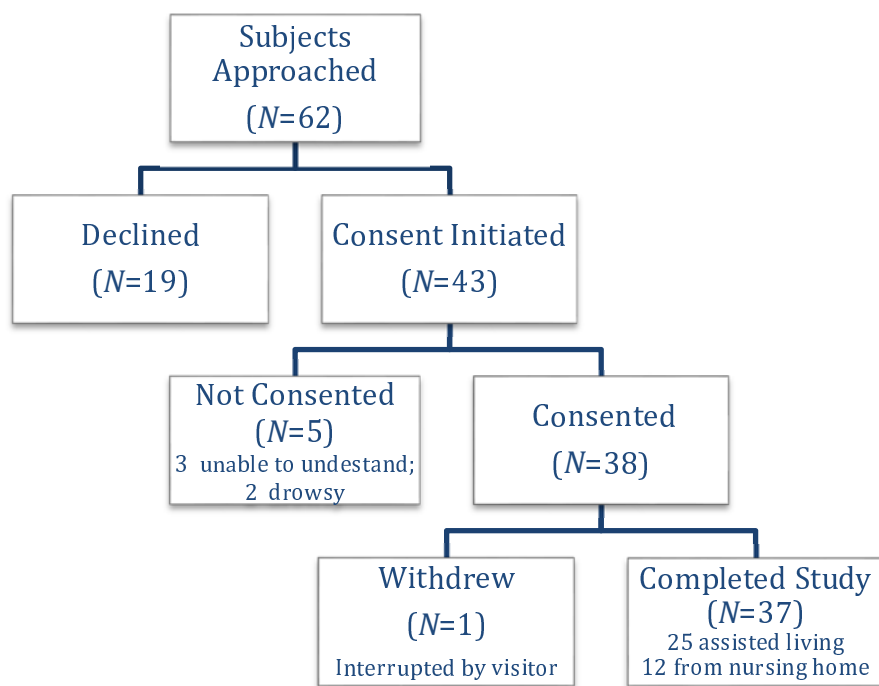 Subjects
Approached
(N=62)
Declined
(N=19)
Consent Initiated
(N=43)
Not Consented
(N=5)
3 unable to undestand;
2 drowsy
Consented
(N=38)
Withdrew
(N=1)
Interrupted by visitor
Completed Study
(N=37)
25 assisted living
12 from nursing home